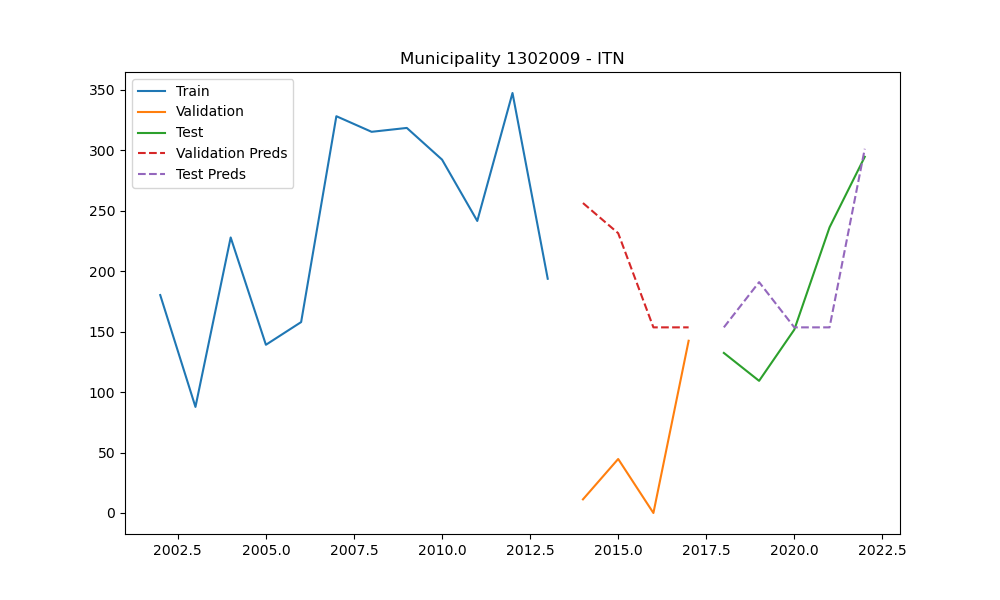 Municipality 1302009 - ITN
Train
Validation
Test
Validation Preds
Test Preds
350
300
250
200
150
100
50
0
2002.5 2005.0 2007.5 2010.0 2012.5 2015.0 2017.5 2020.0 2022.5